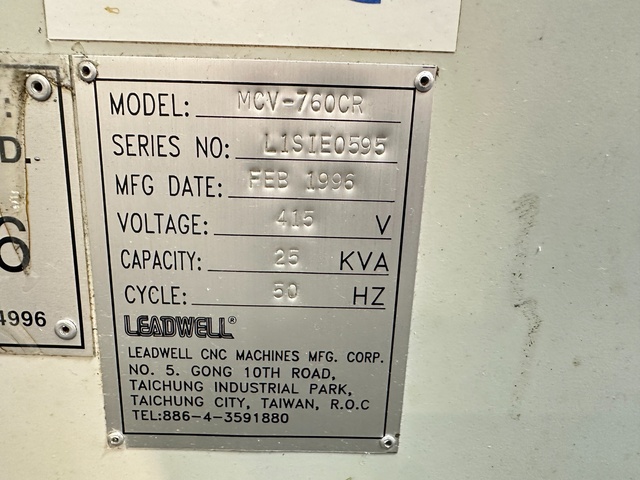 MODEL: MCV-760CR
SERIES NO: L1SIE0595
MFG DATE: FEB 1996
VOLTAGE: 415 V
CAPACITY: 25 KVA
CYCLE: 50 HZ
LEADWELL®
LEADWELL CNC MACHINES MFG. CORP.
NO. 5. GONG 10TH ROAD,
TAICHUNG INDUSTRIAL PARK,
TAICHUNG CITY, TAIWAN, R.O.C
TEL:886-4-3591880
D.
6
4996